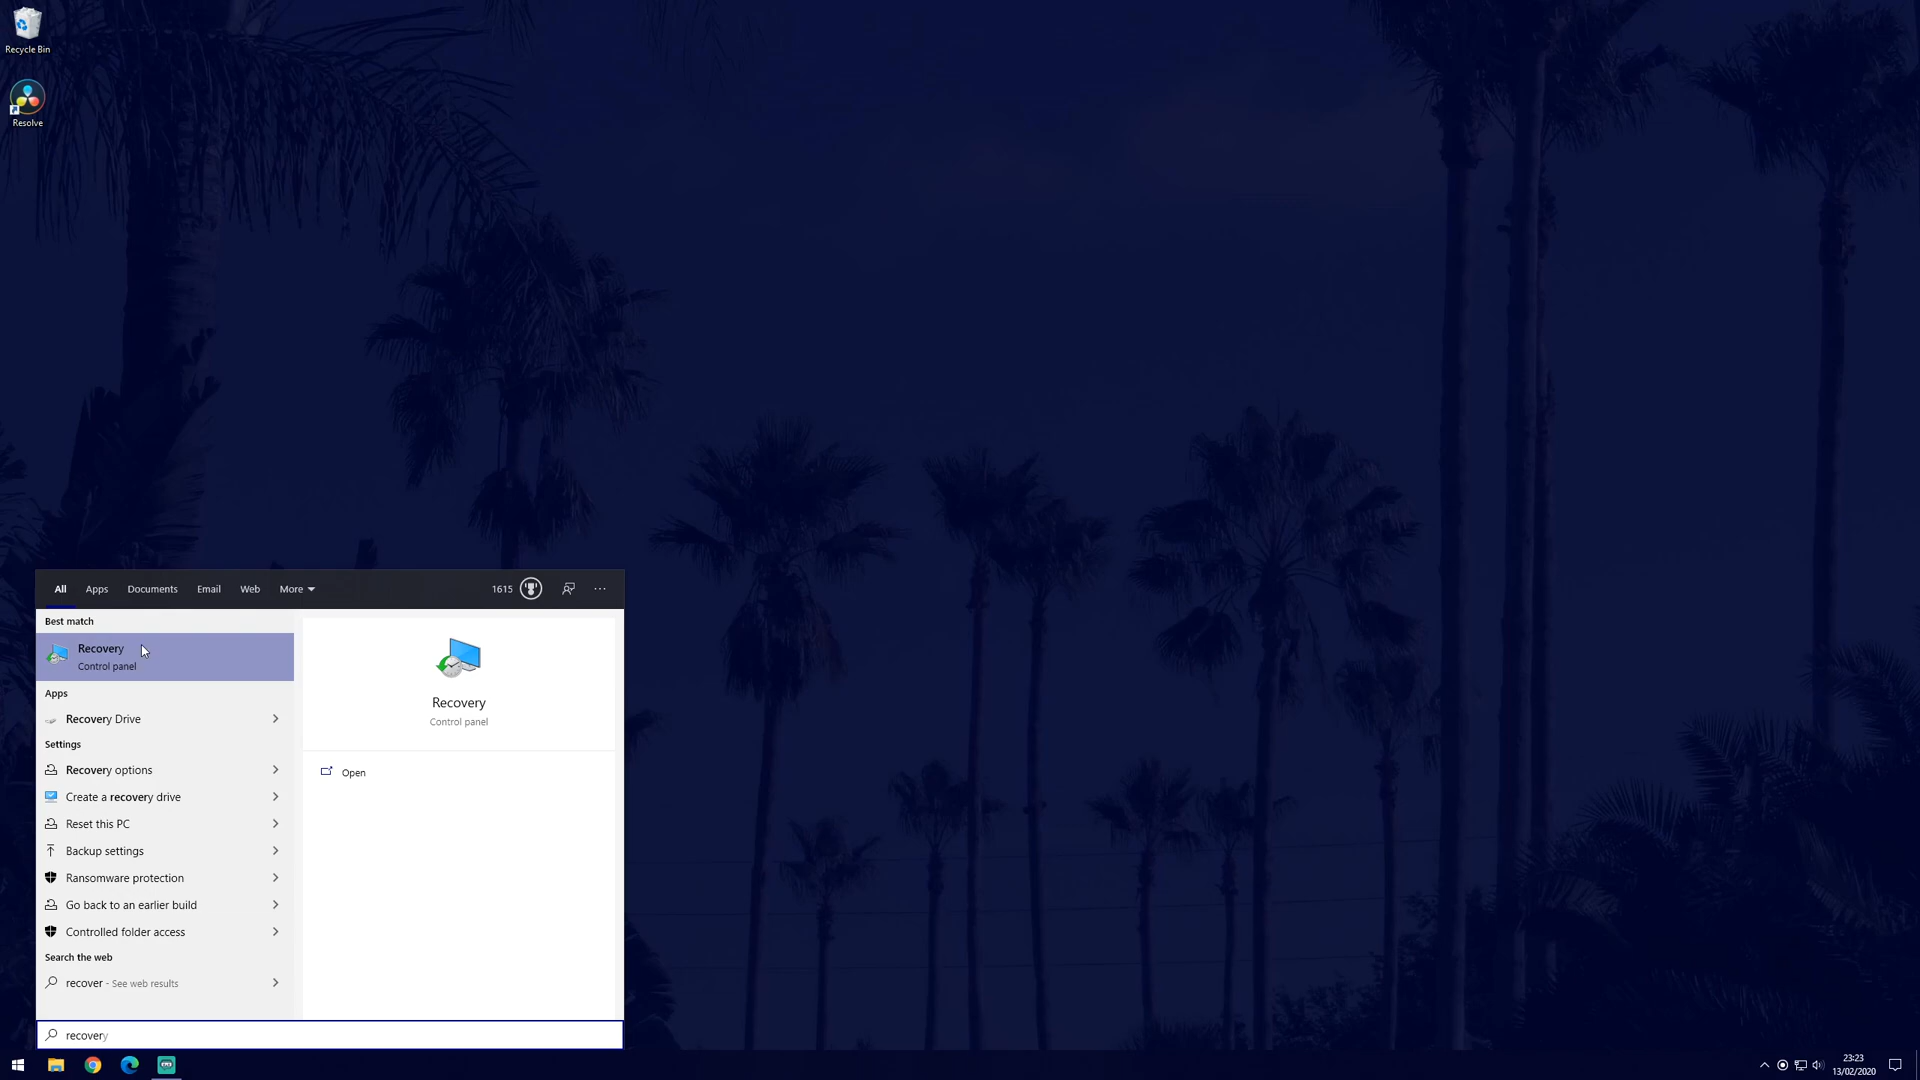 Recycle Bin
Resolve
All Apps Documents Email Web More 1615
Best match
Recovery
Control panel
Apps
Recovery Drive
Settings
Recovery options
Create a recovery drive
Reset this PC
Backup settings
Ransomware protection
Go back to an earlier build
Controlled folder access
Search the web
recover - See web results
Recovery
Control panel
Open
recovery
23:23
13/02/2020